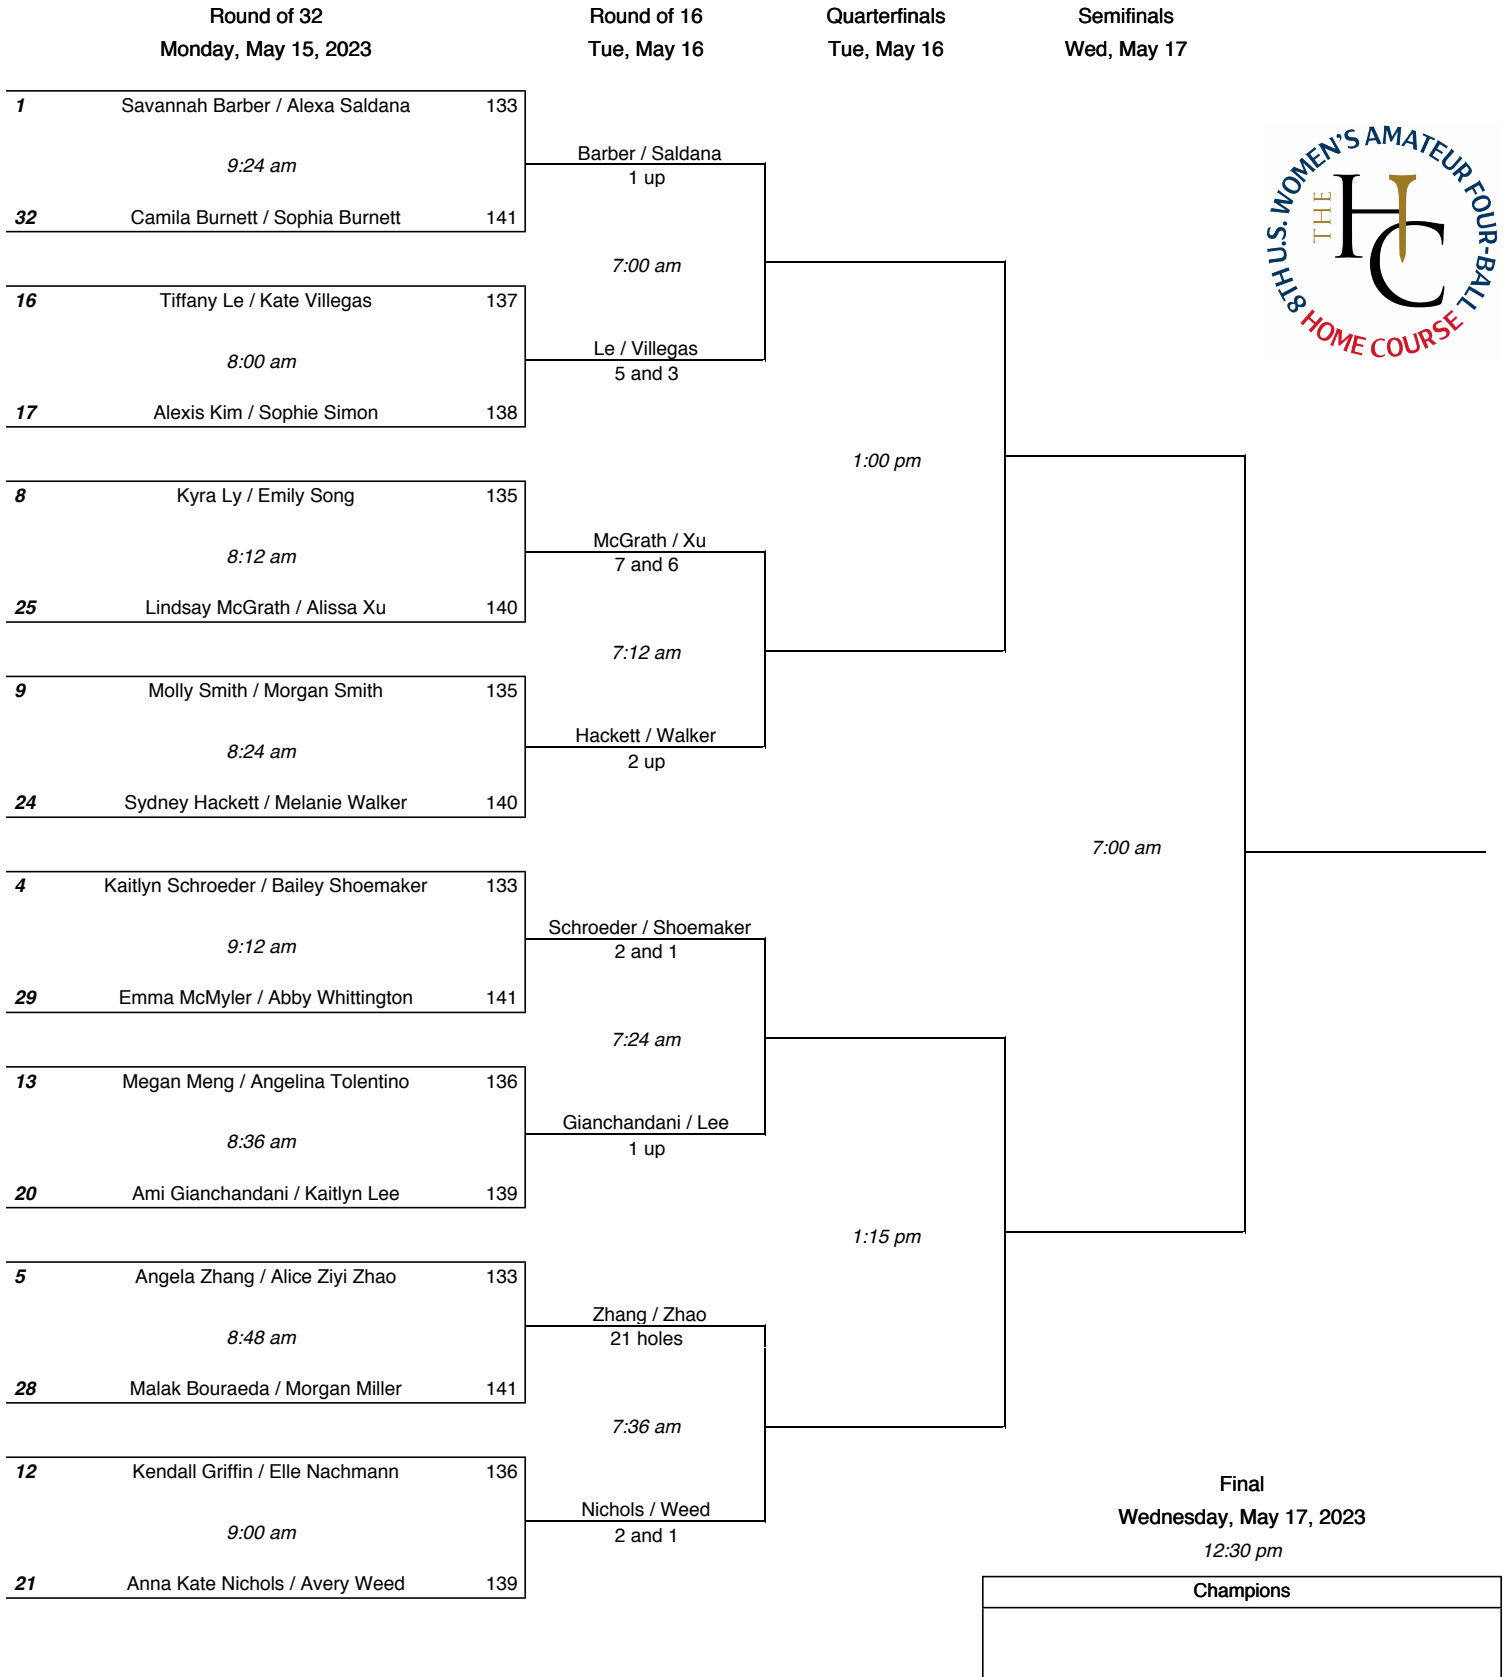 Round of 32
Monday, May 15, 2023
Round of 16
Tue, May 16
Quarterfinals
Tue, May 16
Semifinals
Wed, May 17
8TH U.S. WOMEN'S AMATEUR FOUR-BALL
THE
HC
HOME COURSE
1 Savannah Barber / Alexa Saldana 133
9:24 am
32 Camila Burnett / Sophia Burnett 141
Barber / Saldana
1 up
7:00 am
16 Tiffany Le / Kate Villegas 137
8:00 am
17 Alexis Kim / Sophie Simon 138
Le / Villegas
5 and 3
1:00 pm
8 Kyra Ly / Emily Song 135
8:12 am
25 Lindsay McGrath / Alissa Xu 140
McGrath / Xu
7 and 6
7:12 am
9 Molly Smith / Morgan Smith 135
8:24 am
24 Sydney Hackett / Melanie Walker 140
Hackett / Walker
2 up
7:00 am
4 Kaitlyn Schroeder / Bailey Shoemaker 133
9:12 am
29 Emma McMyler / Abby Whittington 141
Schroeder / Shoemaker
2 and 1
7:24 am
13 Megan Meng / Angelina Tolentino 136
8:36 am
20 Ami Gianchandani / Kaitlyn Lee 139
Gianchandani / Lee
1 up
1:15 pm
5 Angela Zhang / Alice Ziyi Zhao 133
8:48 am
28 Malak Bouraeda / Morgan Miller 141
Zhang / Zhao
21 holes
7:36 am
12 Kendall Griffin / Elle Nachmann 136
9:00 am
21 Anna Kate Nichols / Avery Weed 139
Nichols / Weed
2 and 1
Final
Wednesday, May 17, 2023
12:30 pm
Champions